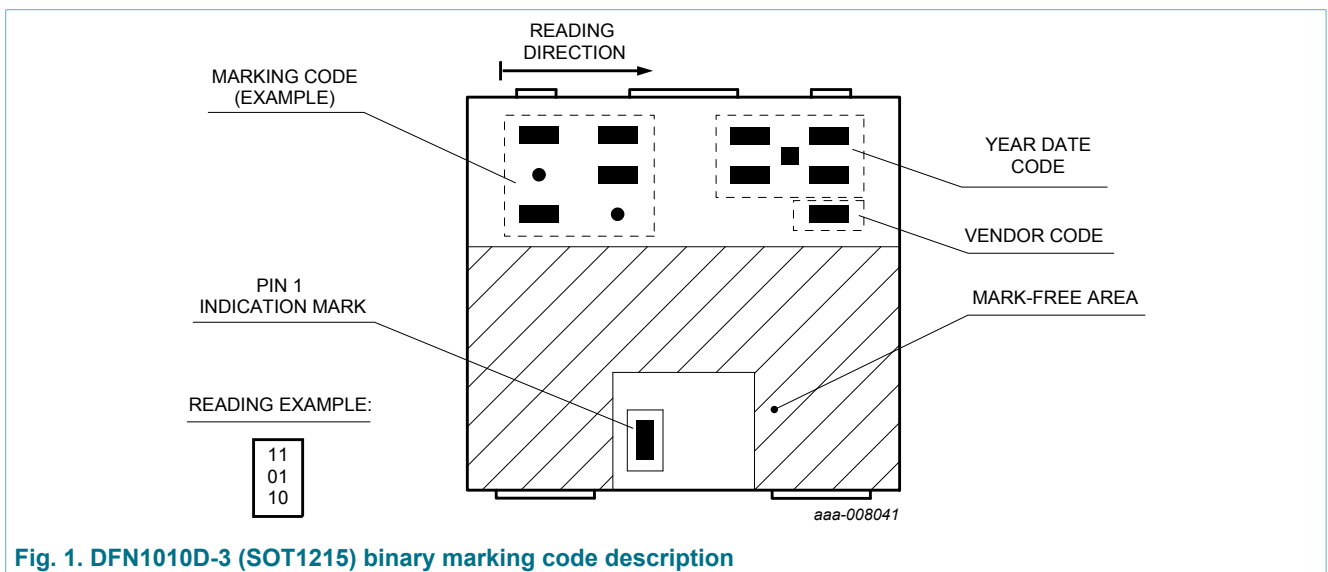 READING
DIRECTION
MARKING CODE
(EXAMPLE)
YEAR DATE
CODE
VENDOR CODE
PIN 1
INDICATION MARK
MARK-FREE AREA
READING EXAMPLE:
11
01
10
aaa-008041
Fig. 1. DFN1010D-3 (SOT1215) binary marking code description